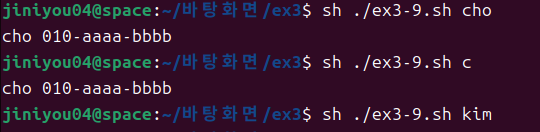 jiniyou04@space:~/바탕화면/ex3$ sh ./ex3-9.sh cho
cho 010-aaaa-bbbb
jiniyou04@space:~/바탕화면/ex3$ sh ./ex3-9.sh c
cho 010-aaaa-bbbb
jiniyou04@space:~/바탕화면/ex3$ sh ./ex3-9.sh kim